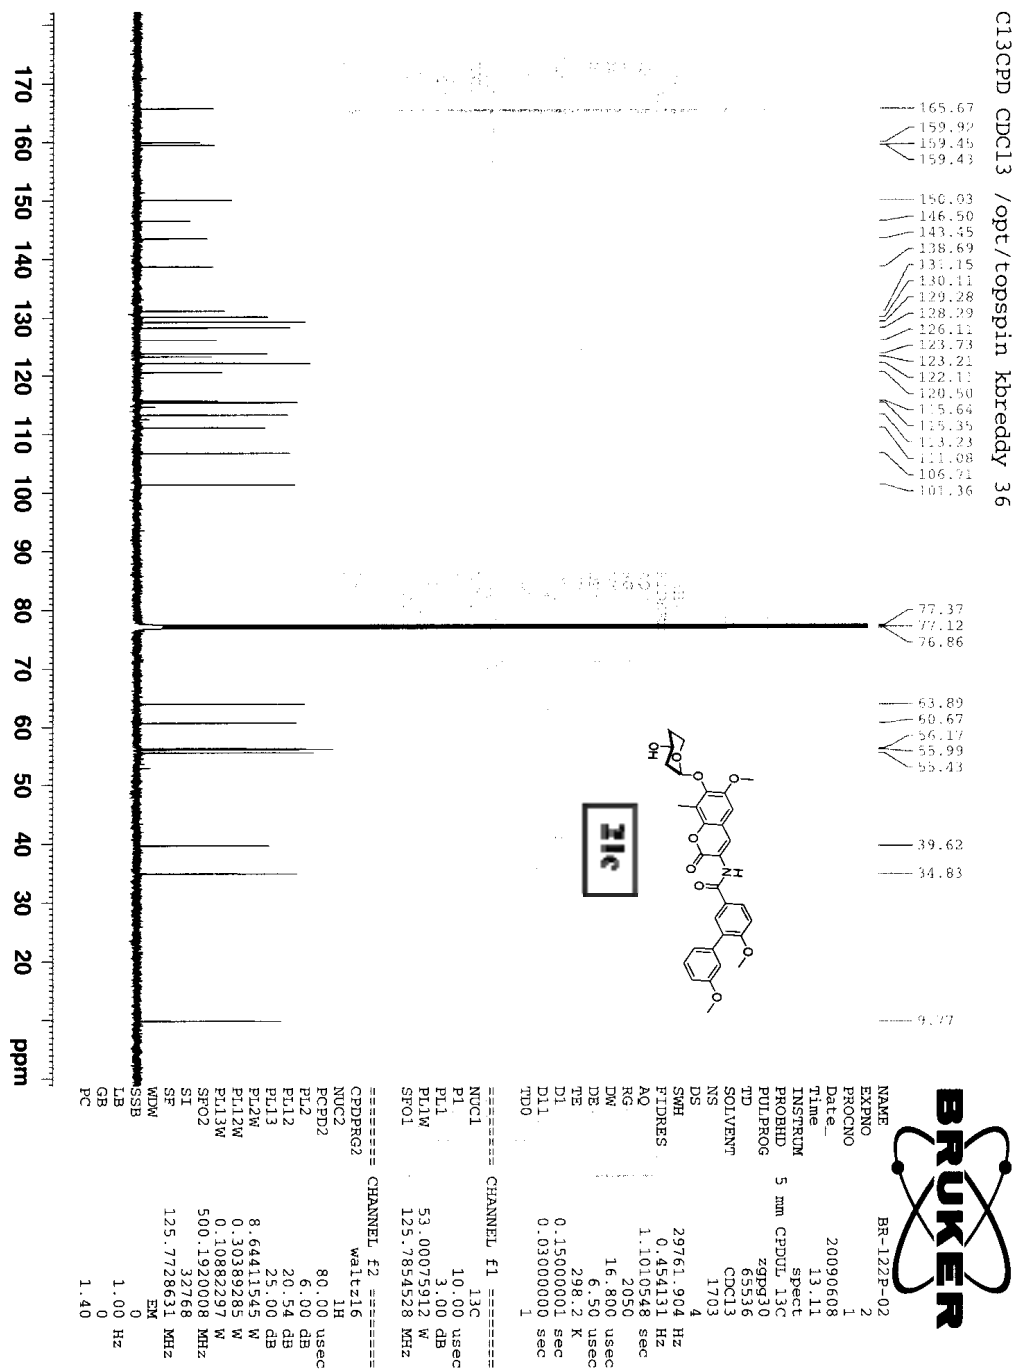 C13CPD CDCl3 /opt/topspin kbreddy 36
165.67
159.92
159.45
159.43
150.03
146.50
143.45
138.69
131.15
130.11
129.28
128.29
126.11
123.73
123.21
122.11
120.50
115.64
115.35
113.23
111.08
106.71
101.36
77.37
77.12
76.86
63.89
60.67
56.17
55.99
55.43
39.62
34.83
9.77
BRUKER
NAME BR-122P-02
EXPNO 2
PROCNO 1
Date_ 20090608
Time 13.11
INSTRUM spect
PROBHD 5 mm CPDUL 13C
PULPROG zgpg30
TD 65536
SOLVENT CDCl3
NS 1703
DS 4
SWH 29761.904 Hz
FIDRES 0.454131 Hz
AQ 1.1010548 sec
RG 2050
DW 16.800 usec
DE 6.50 usec
TE 298.2 K
D1 0.15000001 sec
D11 0.03000000 sec
TD0 1
======== CHANNEL f1 ========
NUC1 13C
P1 10.00 usec
PL1 3.00 dB
PL1W 53.00075912 W
SFO1 125.7854528 MHz
======== CHANNEL f2 ========
CPDPRG2 waltz16
NUC2 1H
PCPD2 80.00 usec
PL2 6.00 dB
PL12 20.54 dB
PL13 25.00 dB
PL2W 8.64411545 W
PL12W 0.30389285 W
PL13W 0.10882297 W
SFO2 500.1920008 MHz
SI 32768
SF 125.7728631 MHz
WDW EM
SSB 0
LB 1.00 Hz
GB 0
PC 1.40
O
OH
O
O
O
O
N
H
O
O
O
21c
170 160 150 140 130 120 110 100 90 80 70 60 50 40 30 20 ppm